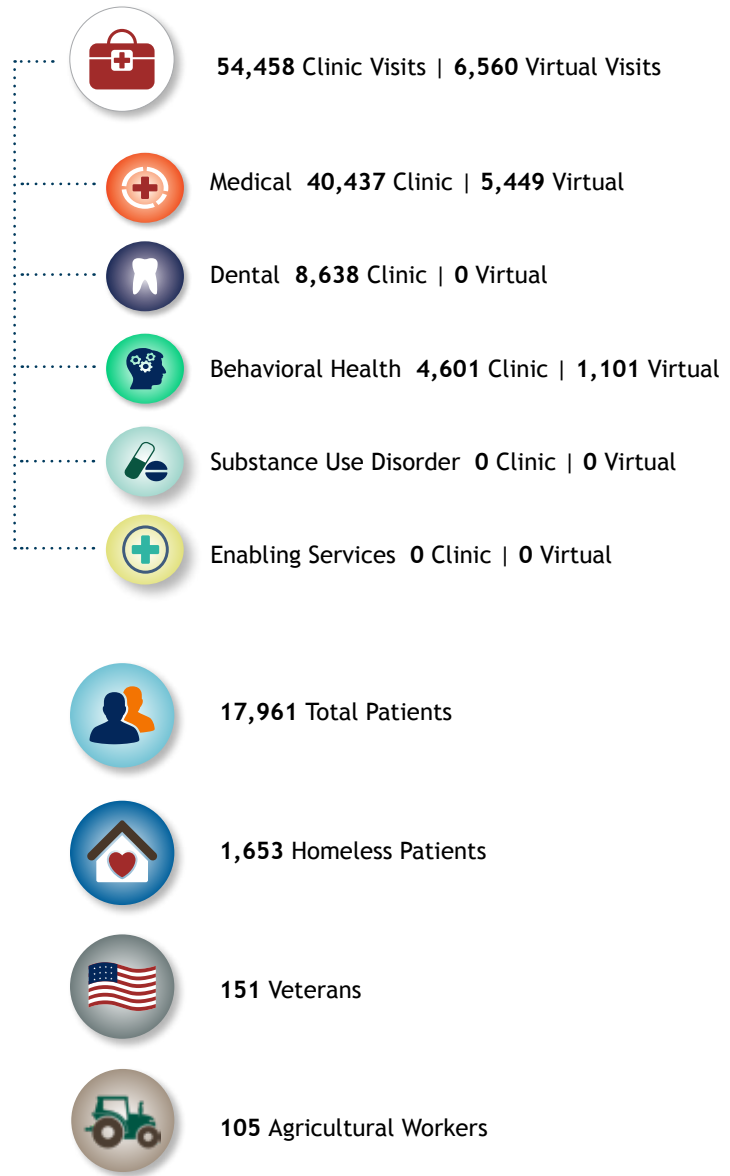 54,458 Clinic Visits | 6,560 Virtual Visits
Medical 40,437 Clinic | 5,449 Virtual
Dental 8,638 Clinic | 0 Virtual
Behavioral Health 4,601 Clinic | 1,101 Virtual
Substance Use Disorder 0 Clinic | 0 Virtual
Enabling Services 0 Clinic | 0 Virtual
17,961 Total Patients
1,653 Homeless Patients
151 Veterans
105 Agricultural Workers